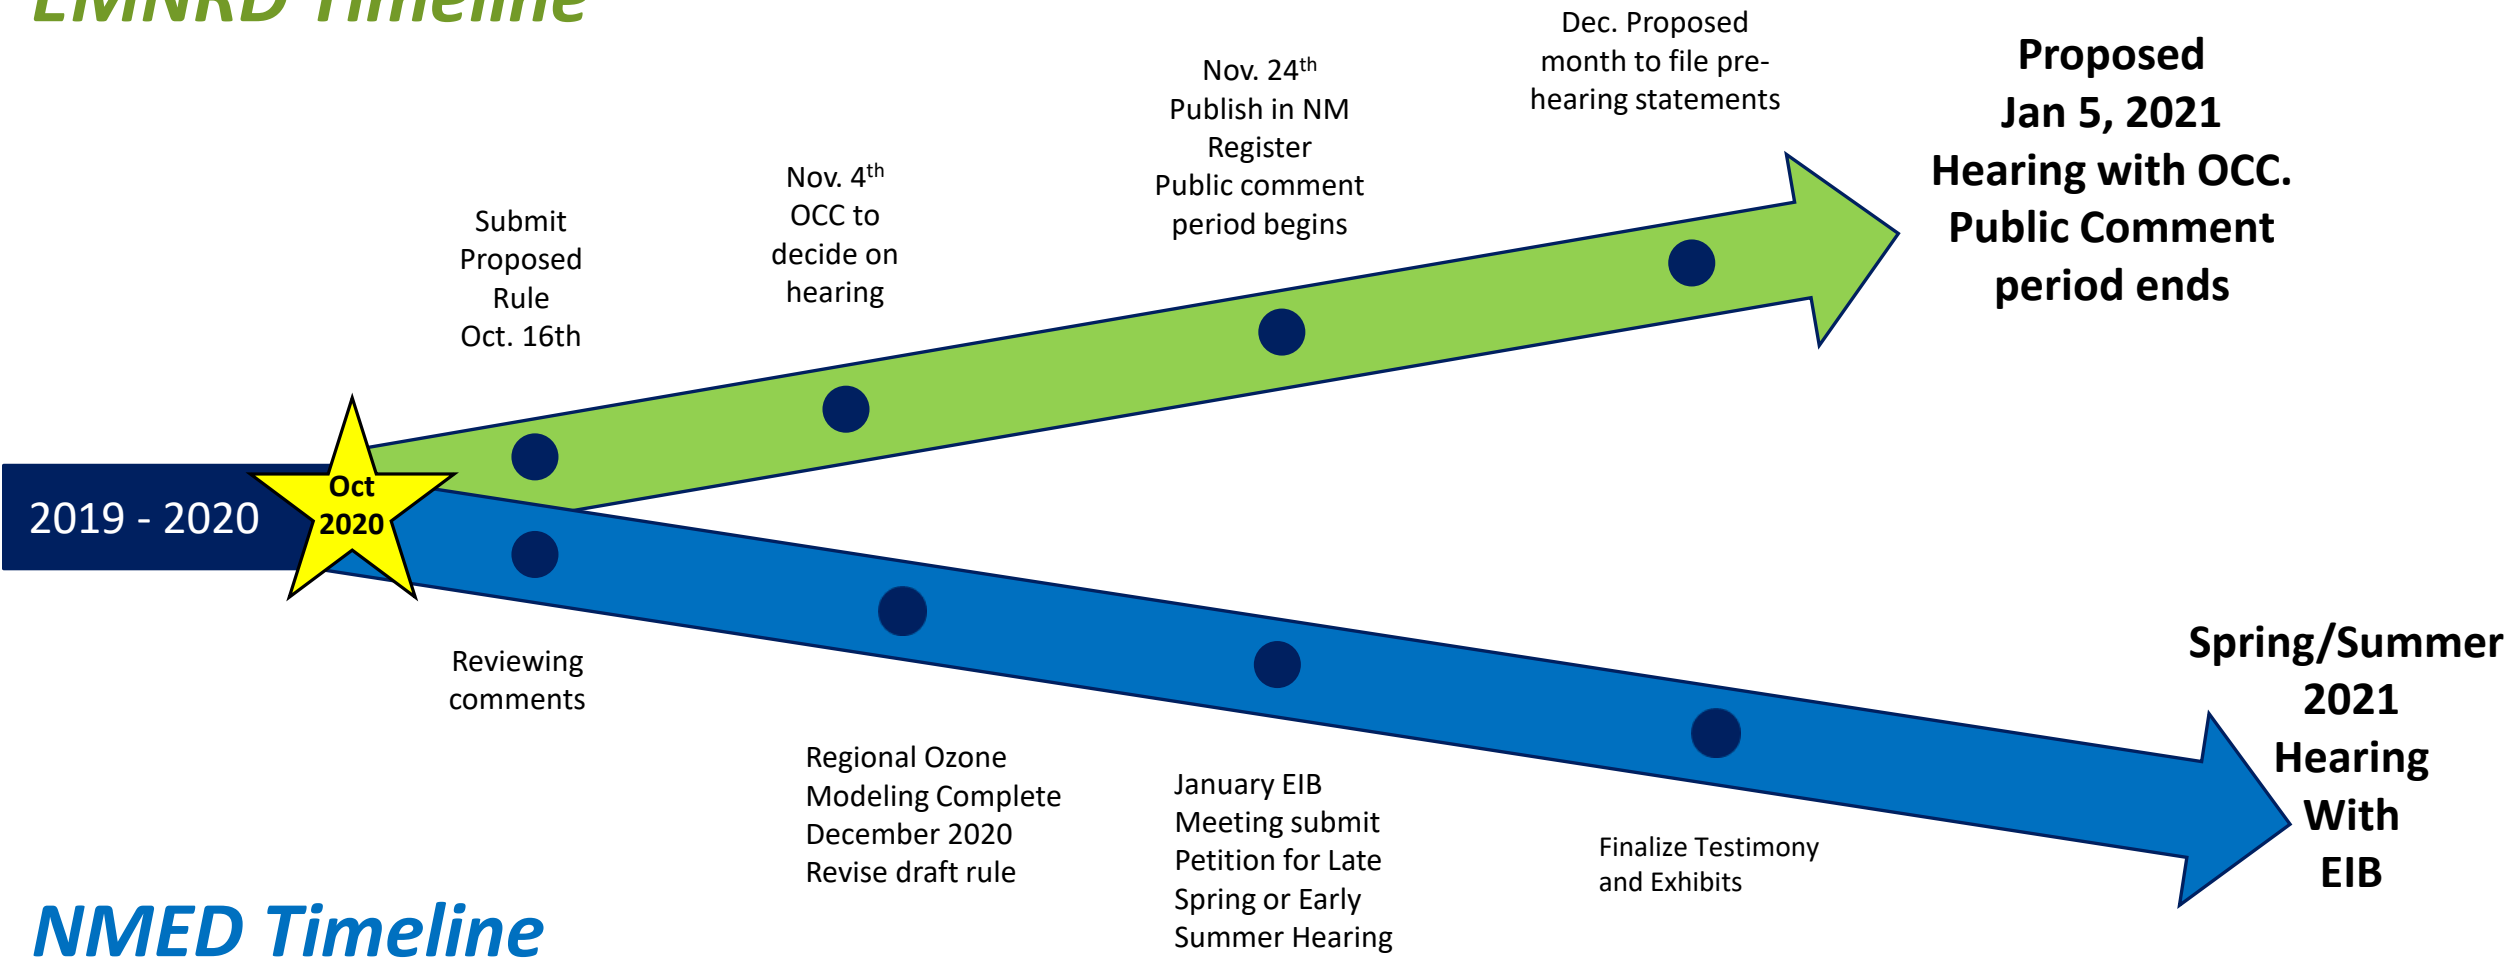 EMNRD Timeline
Submit
Proposed
Rule
Oct. 16th
Nov. 4th
OCC to
decide on
hearing
Nov. 24th
Publish in NM
Register
Public comment
period begins
Dec. Proposed
month to file pre-
hearing statements
Proposed
Jan 5, 2021
Hearing with OCC.
Public Comment
period ends
2019 - 2020
Oct
2020
Reviewing
comments
Regional Ozone
Modeling Complete
December 2020
Revise draft rule
January EIB
Meeting submit
Petition for Late
Spring or Early
Summer Hearing
Finalize Testimony
and Exhibits
Spring/Summer
2021
Hearing
With
EIB
NMED Timeline